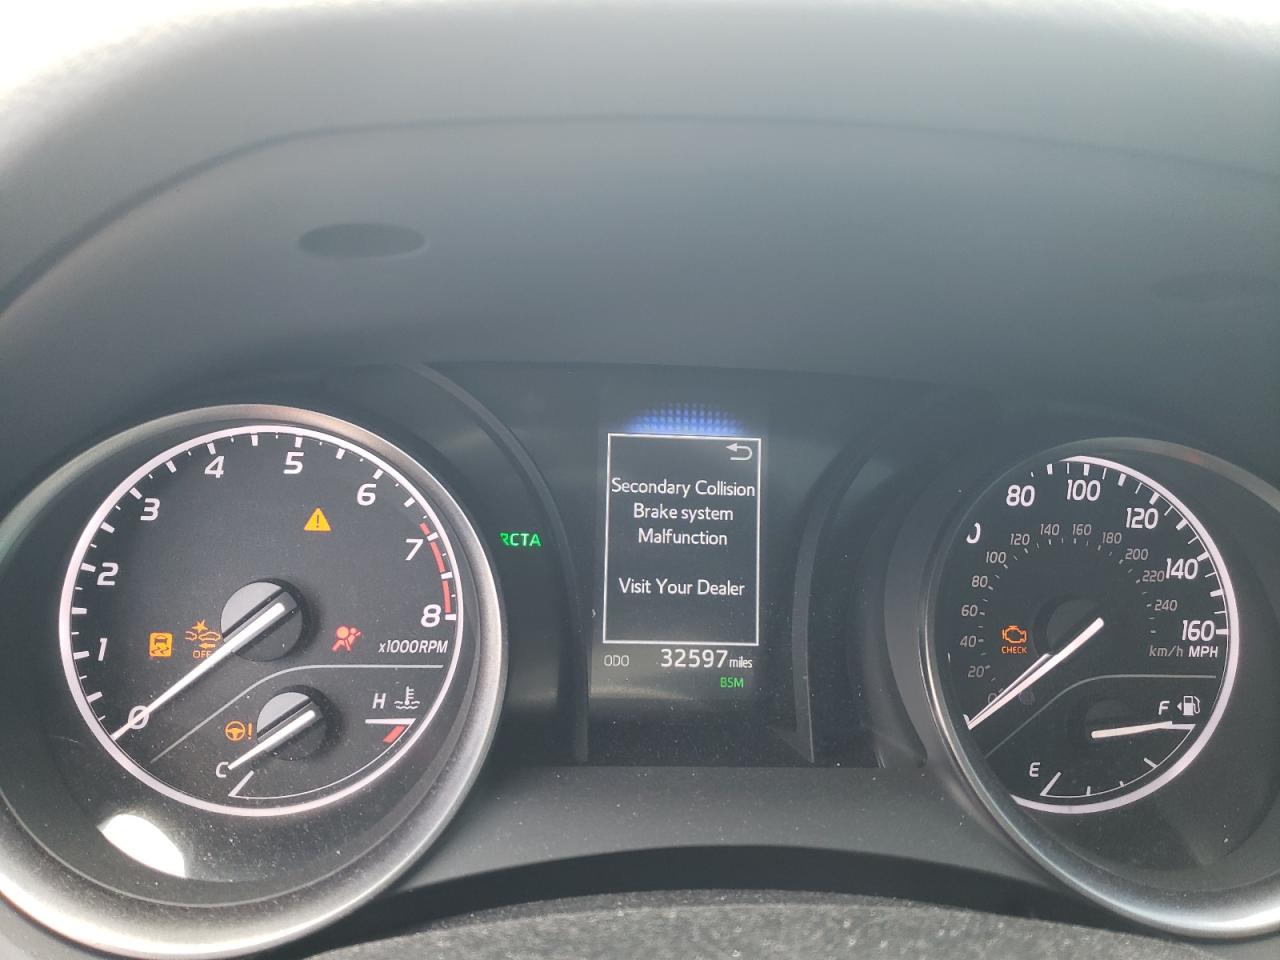 0
1
2
3
4
5
6
7
8
x1000RPM
OFF
H
C
RCTA
Secondary Collision
Brake system
Malfunction
Visit Your Dealer
ODO 32597 miles
BSM
80
100
120
140
160
km/h MPH
20
40
60
80
100
120
140
160
180
200
220
240
CHECK
F
E